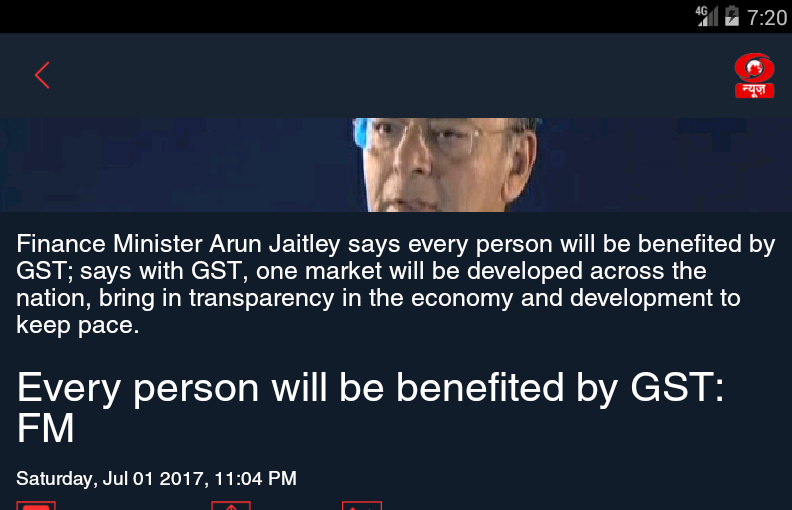 4G 7:20
न्यूज़
Finance Minister Arun Jaitley says every person will be benefited by
GST; says with GST, one market will be developed across the
nation, bring in transparency in the economy and development to
keep pace.
Every person will be benefited by GST:
FM
Saturday, Jul 01 2017, 11:04 PM